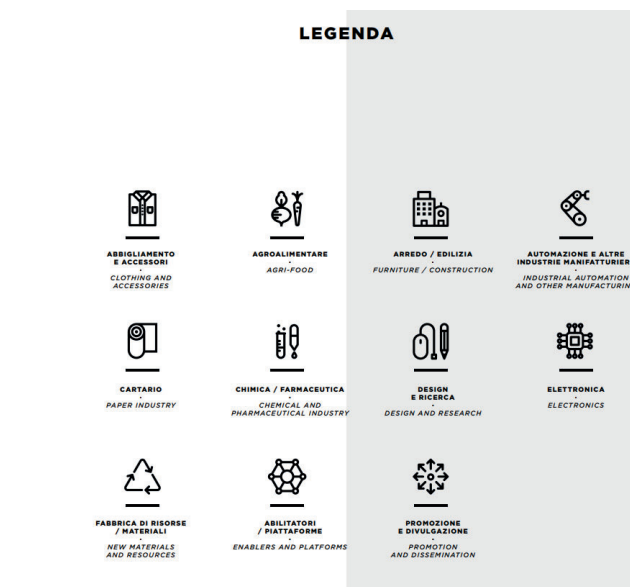 LEGENDA
ABBIGLIAMENTO
E ACCESSORI
CLOTHING AND
ACCESSORIES
AGROALIMENTARE
AGRI-FOOD
ARREDO / EDILIZIA
FURNITURE / CONSTRUCTION
AUTOMAZIONE E ALTRE
INDUSTRIE MANIFATTURIER
INDUSTRIAL AUTOMATION
AND OTHER MANUFACTURIN
CARTARIO
PAPER INDUSTRY
CHIMICA / FARMACEUTICA
CHEMICAL AND
PHARMACEUTICAL INDUSTRY
DESIGN
E RICERCA
DESIGN AND RESEARCH
ELETTRONICA
ELECTRONICS
FABBRICA DI RISORSE
/ MATERIALI
NEW MATERIALS
AND RESOURCES
ABILITATORI
/ PIATTAFORME
ENABLERS AND PLATFORMS
PROMOZIONE
E DIVULGAZIONE
PROMOTION
AND DISSEMINATION